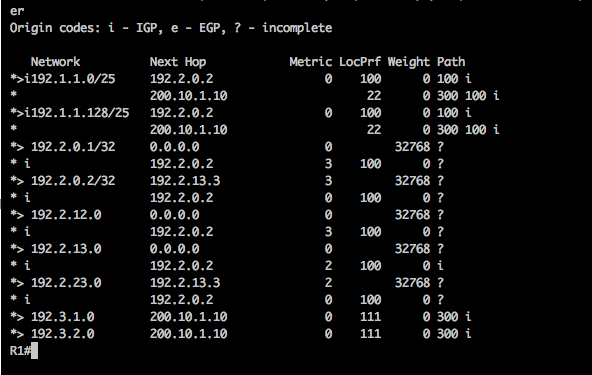 er
Origin codes: i - IGP, e - EGP, ? - incomplete
   Network          Next Hop            Metric LocPrf Weight Path
*>i192.1.1.0/25     192.2.0.2                0    100      0 100 i
*                   200.10.1.10                    22      0 300 100 i
*>i192.1.1.128/25   192.2.0.2                0    100      0 100 i
*                   200.10.1.10                    22      0 300 100 i
*> 192.2.0.1/32     0.0.0.0                  0         32768 ?
* i                 192.2.0.2                3    100      0 ?
*> 192.2.0.2/32     192.2.13.3               3         32768 ?
* i                 192.2.0.2                0    100      0 ?
*> 192.2.12.0       0.0.0.0                  0         32768 ?
* i                 192.2.0.2                3    100      0 ?
*> 192.2.13.0       0.0.0.0                  0         32768 ?
* i                 192.2.0.2                2    100      0 i
*> 192.2.23.0       192.2.13.3               2         32768 ?
* i                 192.2.0.2                0    100      0 ?
*> 192.3.1.0        200.10.1.10              0    111      0 300 i
*> 192.3.2.0        200.10.1.10              0    111      0 300 i
R1#